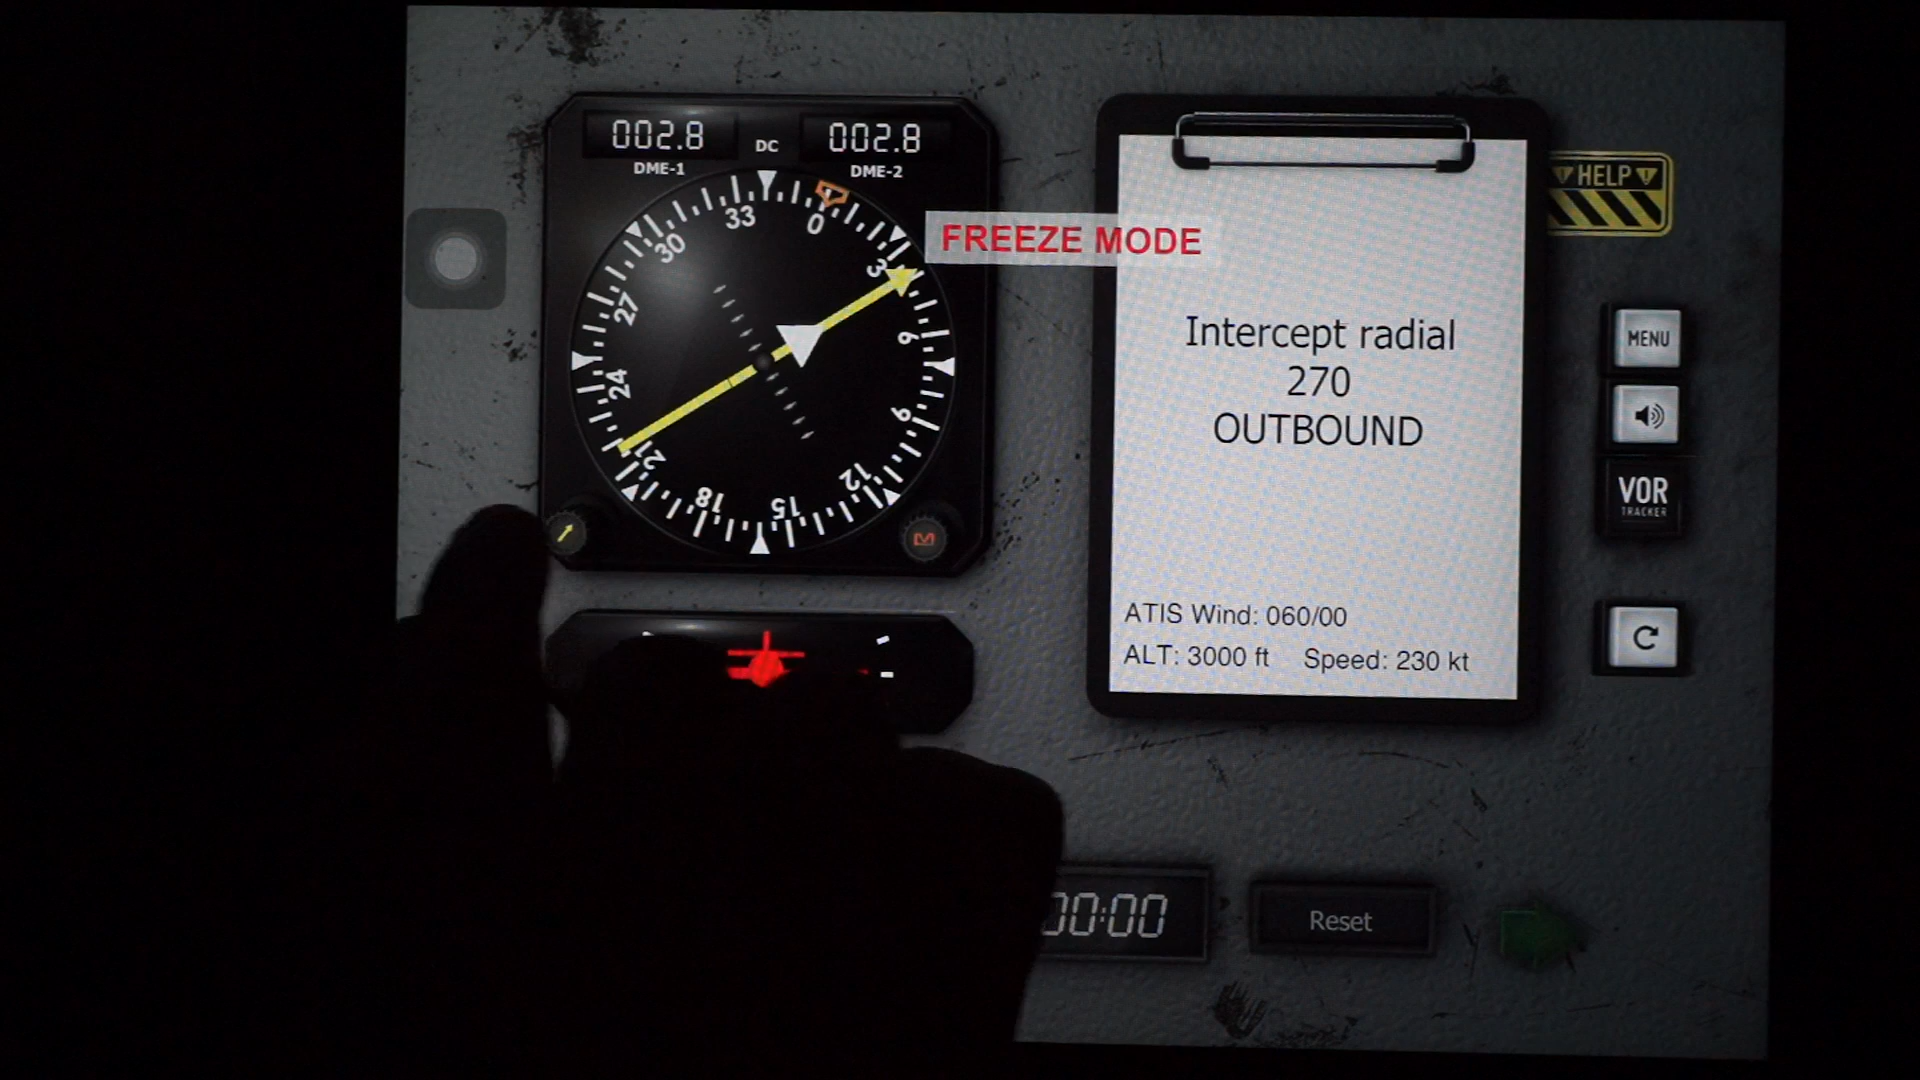 002.8
DC
002.8
DME-1
DME-2
33
0
3
30
27
24
21
18
15
12
9
6
FREEZE MODE
HELP
Intercept radial
270
OUTBOUND
MENU
VOR
TRACKER
ATIS Wind: 060/00
ALT: 3000 ft Speed: 230 kt
00:00
Reset